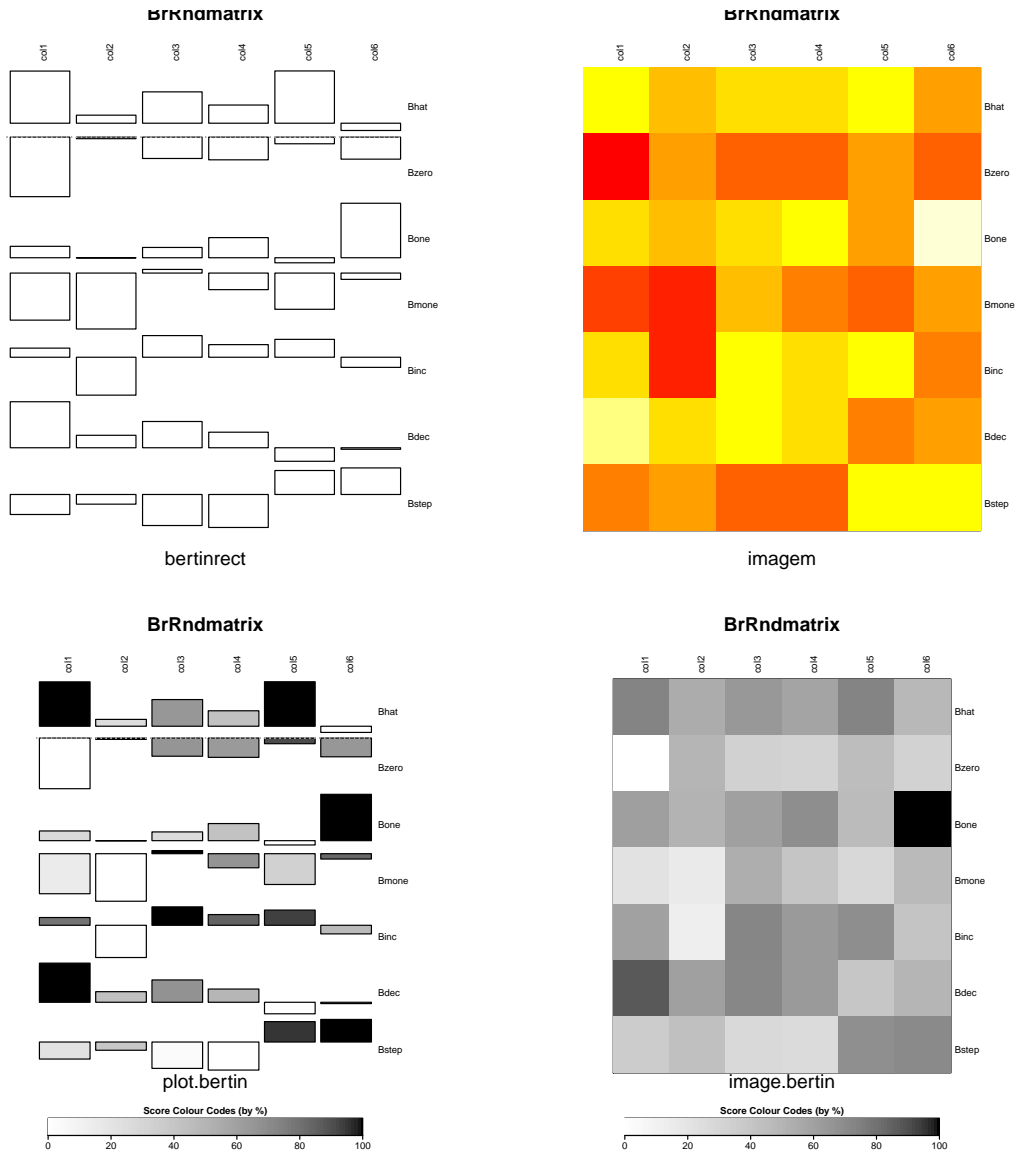 BrRndmatrix
col1 col2 col3 col4 col5 col6
Bhat
Bzero
Bone
Bmone
Binc
Bdec
Bstep
bertinrect
BrRndmatrix
col1 col2 col3 col4 col5 col6
Bhat
Bzero
Bone
Bmone
Binc
Bdec
Bstep
imagem
BrRndmatrix
col1 col2 col3 col4 col5 col6
Bhat
Bzero
Bone
Bmone
Binc
Bdec
Bstep
plot.bertin
Score Colour Codes (by %)
0 20 40 60 80 100
BrRndmatrix
col1 col2 col3 col4 col5 col6
Bhat
Bzero
Bone
Bmone
Binc
Bdec
Bstep
image.bertin
Score Colour Codes (by %)
0 20 40 60 80 100